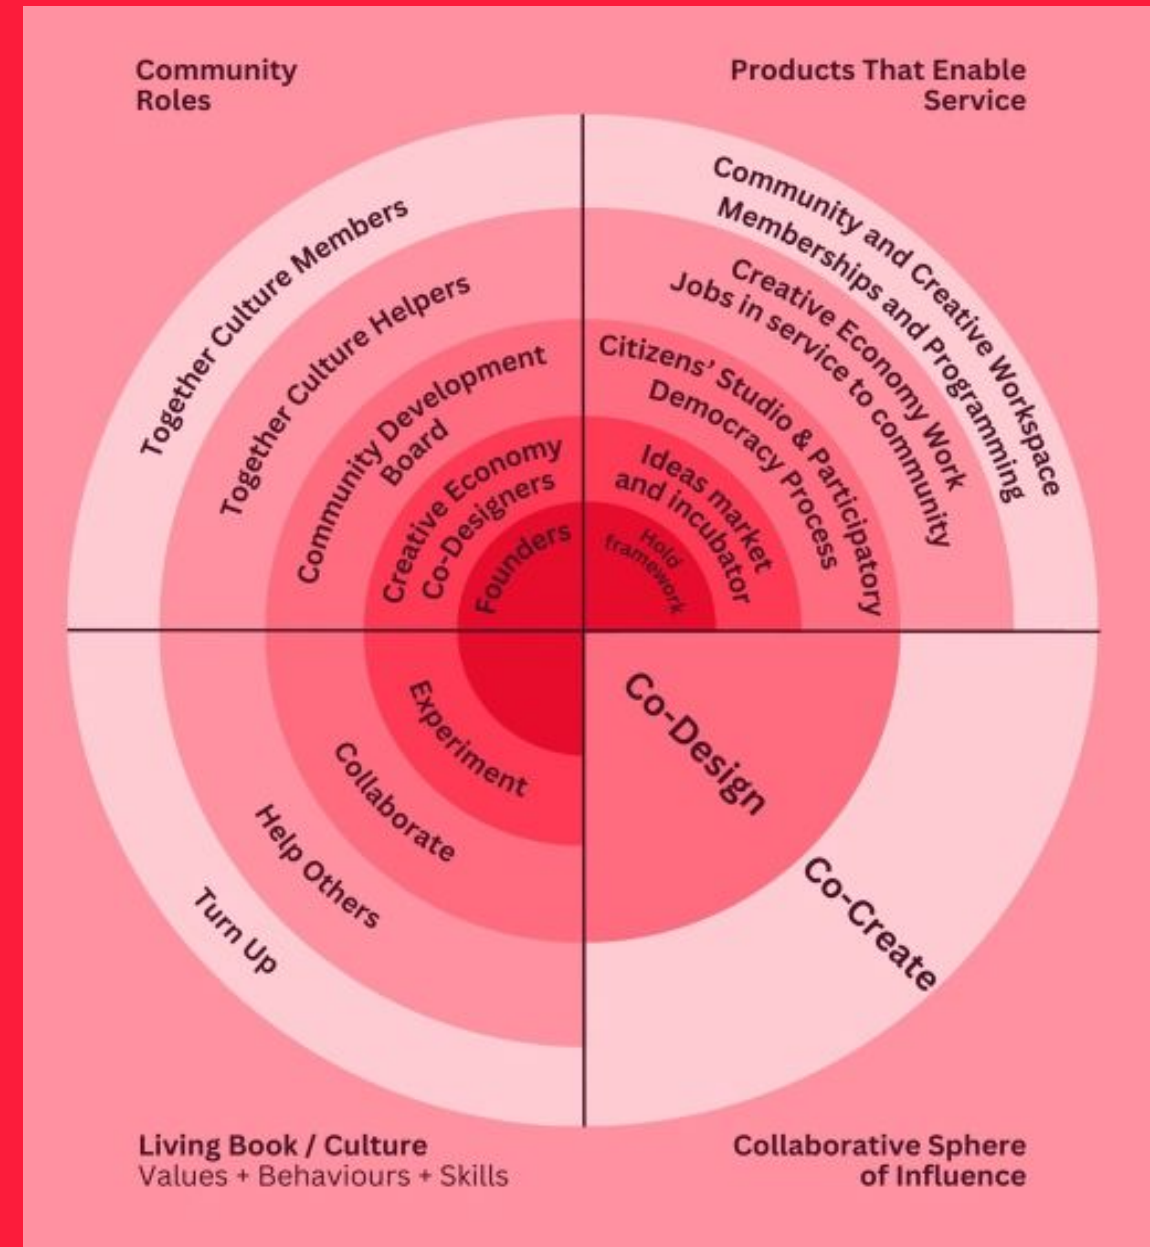 Community
Roles
Products That Enable
Service
Together Culture Members
Together Culture Helpers
Community Development
Board
Creative Economy
Co-Designers
Founders
Community and Creative Workspace
Memberships and Programming
Creative Economy Work
Jobs in service to community
Citizens’ Studio & Participatory
Democracy Process
Ideas market
and incubator
Hold
framework
Experiment
Collaborate
Help Others
Turn Up
Co-Design
Co-Create
Living Book / Culture
Values + Behaviours + Skills
Collaborative Sphere
of Influence